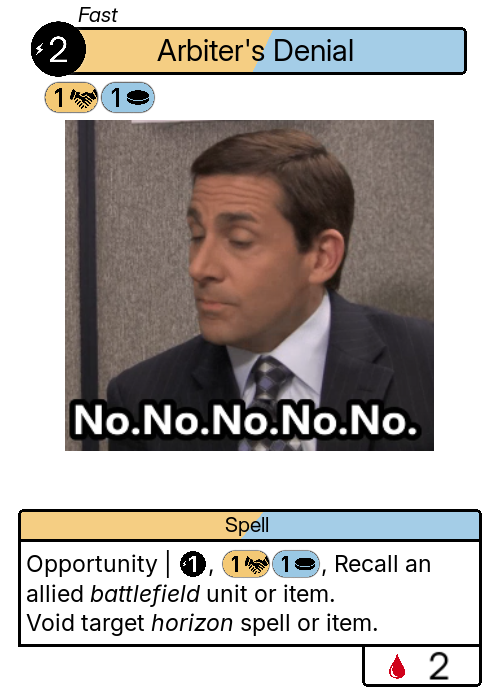 Fast
2 Arbiter's Denial
1 1
No.No.No.No.No.
Spell
Opportunity | 1, 1 1, Recall an
allied battlefield unit or item.
Void target horizon spell or item.
2